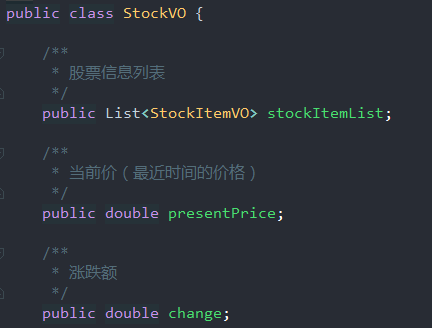 public class StockVO {
/**
* 股票信息列表
*/
public List<StockItemVO> stockItemList;
/**
* 当前价（最近时间的价格）
*/
public double presentPrice;
/**
* 涨跌额
*/
public double change;